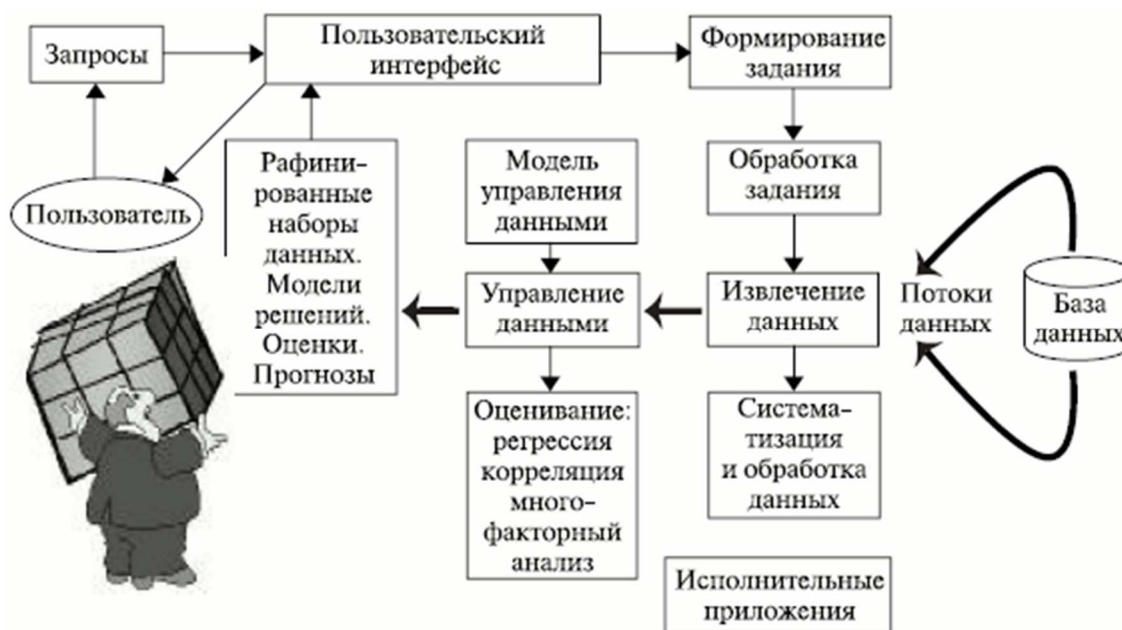 Запросы
Пользовательский
интерфейс
Формирование
задания
Пользователь
Рафини-
рованные
наборы
данных.
Модели
решений.
Оценки.
Прогнозы
Модель
управления
данными
Обработка
задания
Управление
данными
Извлечение
данных
Потоки
данных
База
данных
Оценивание:
регрессия
корреляция
много-
факторный
анализ
Система-
тизация
и обработка
данных
Исполнительные
приложения